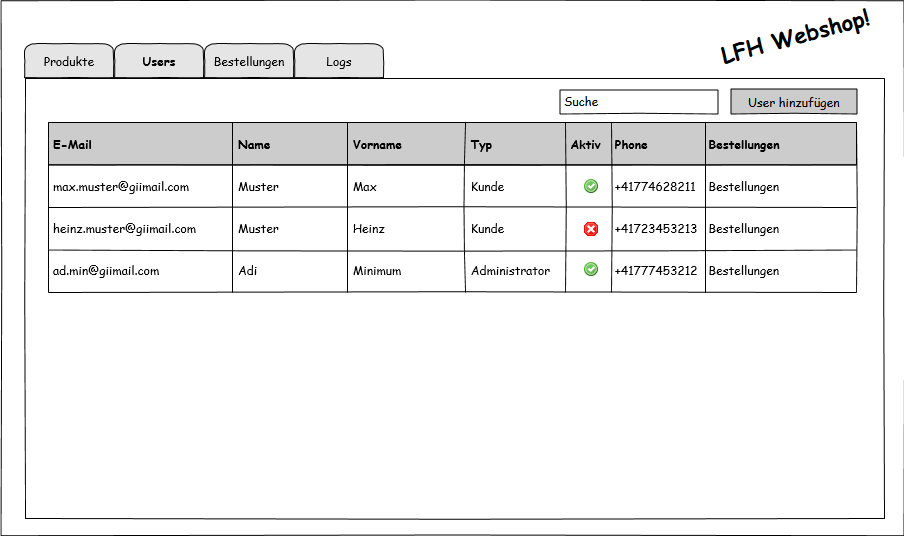 LFH Webshop!
Produkte Users Bestellungen Logs
Suche User hinzufügen
E-Mail Name Vorname Typ Aktiv Phone Bestellungen
max.muster@giimail.com Muster Max Kunde +41774628211 Bestellungen
heinz.muster@giimail.com Muster Heinz Kunde +41723453213 Bestellungen
ad.min@giimail.com Adi Minimum Administrator +41777453212 Bestellungen